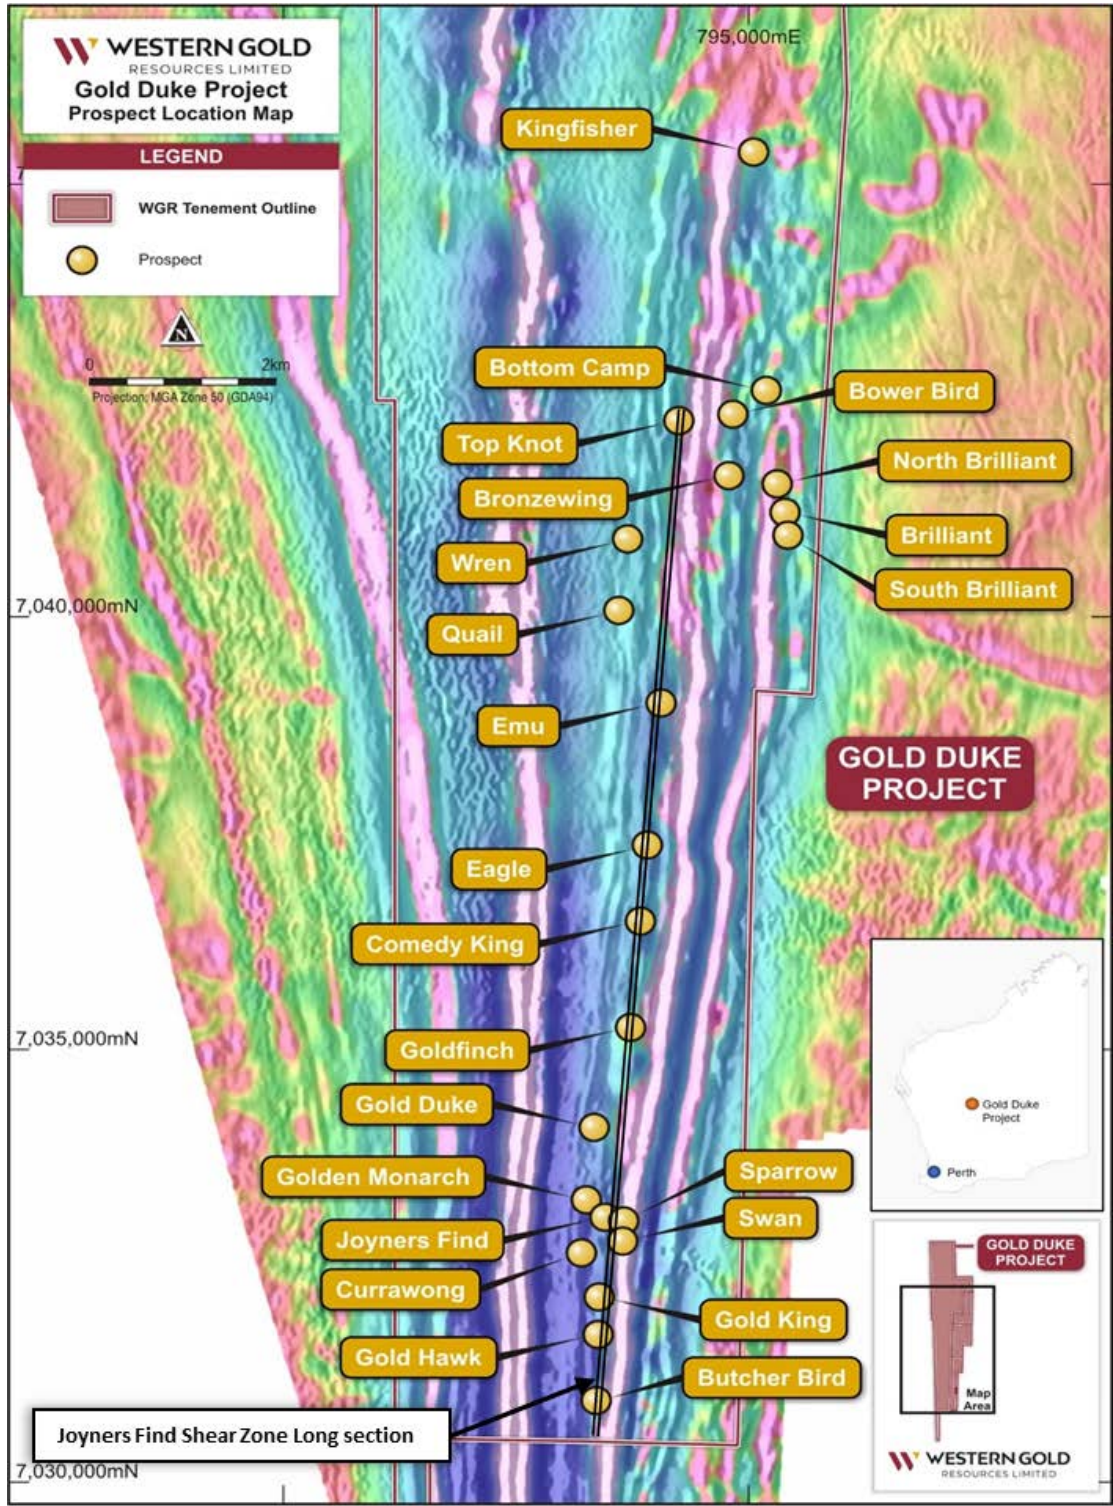 WESTERN GOLD
RESOURCES LIMITED
Gold Duke Project
Prospect Location Map
LEGEND
WGR Tenement Outline
Prospect
N
0 2km
Projection: MGA Zone 50 (GDA94)
795,000mE
Kingfisher
Bottom Camp
Bower Bird
Top Knot
North Brilliant
Bronzewing
Brilliant
Wren
South Brilliant
7,040,000mN
Quail
Emu
GOLD DUKE
PROJECT
Eagle
Comedy King
7,035,000mN
Goldfinch
Gold Duke
Golden Monarch
Sparrow
Joyners Find
Swan
Currawong
Gold King
Gold Hawk
Butcher Bird
Joyners Find Shear Zone Long section
7,030,000mN
Gold Duke
Project
Perth
GOLD DUKE
PROJECT
Map
Area
WESTERN GOLD
RESOURCES LIMITED